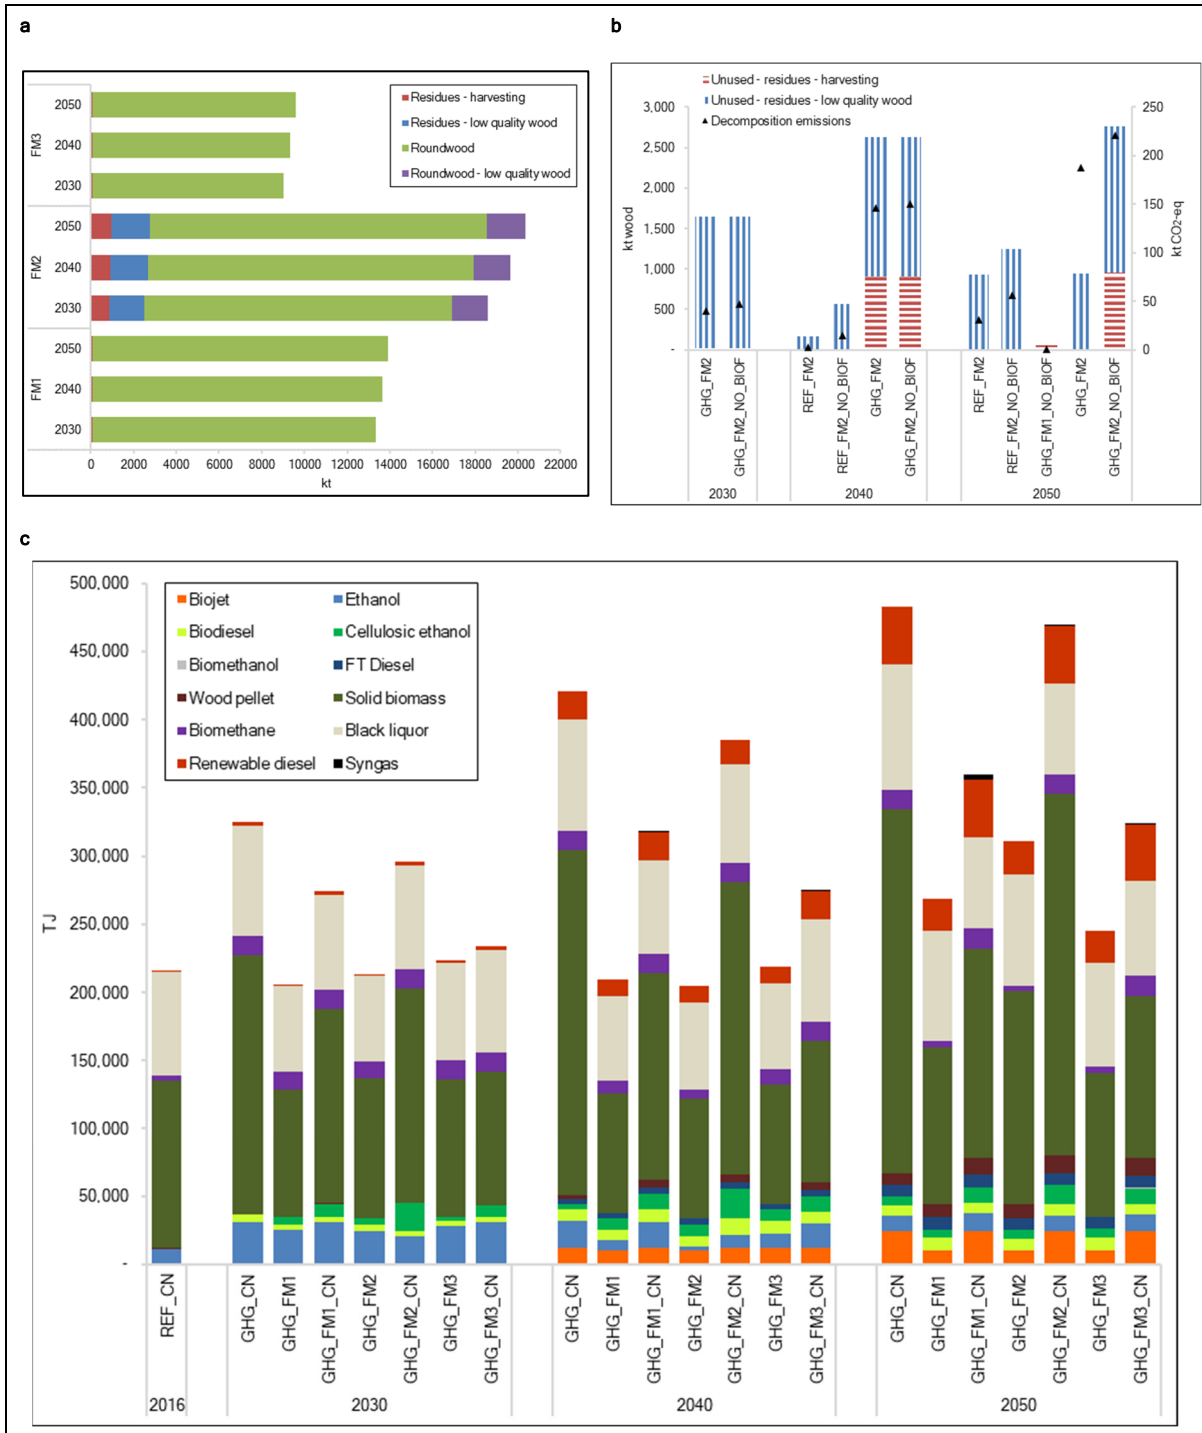 a
Residues - harvesting
Residues - low quality wood
Roundwood
Roundwood - low quality wood
FM3
2050
2040
2030
FM2
2050
2040
2030
FM1
2050
2040
2030
0 2000 4000 6000 8000 10000 12000 14000 16000 18000 20000 22000
kt
b
Unused - residues - harvesting
Unused - residues - low quality wood
Decomposition emissions
3,000
2,500
2,000
1,500
1,000
500
-
kt wood
250
200
150
100
50
0
kt CO2-eq
GHG_FM2
GHG_FM2_NO_BIOF
REF_FM2
REF_FM2_NO_BIOF
GHG_FM2
GHG_FM2_NO_BIOF
REF_FM2
REF_FM2_NO_BIOF
GHG_FM1_NO_BIOF
GHG_FM2
GHG_FM2_NO_BIOF
2030 2040 2050
c
500,000
450,000
400,000
350,000
300,000
250,000
200,000
150,000
100,000
50,000
-
TJ
Biojet Ethanol
Biodiesel Cellulosic ethanol
Biomethanol FT Diesel
Wood pellet Solid biomass
Biomethane Black liquor
Renewable diesel Syngas
REF_CN
GHG_CN
GHG_FM1
GHG_FM1_CN
GHG_FM2
GHG_FM2_CN
GHG_FM3
GHG_FM3_CN
GHG_CN
GHG_FM1
GHG_FM1_CN
GHG_FM2
GHG_FM2_CN
GHG_FM3
GHG_FM3_CN
GHG_CN
GHG_FM1
GHG_FM1_CN
GHG_FM2
GHG_FM2_CN
GHG_FM3
GHG_FM3_CN
2016 2030 2040 2050